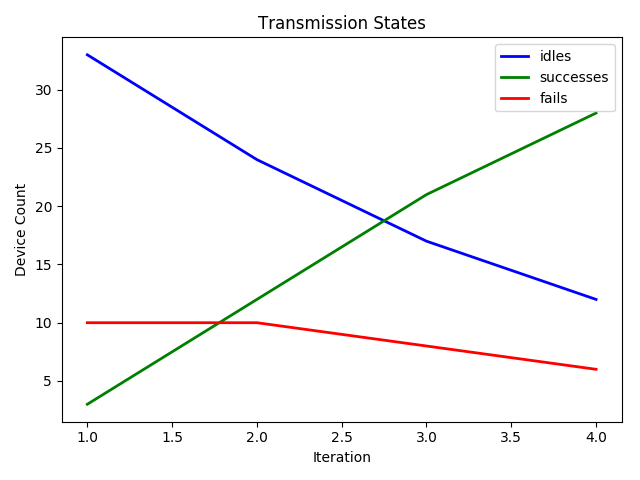 Transmission States
idles
successes
fails
Device Count
30
25
20
15
10
5
1.0 1.5 2.0 2.5 3.0 3.5 4.0
Iteration